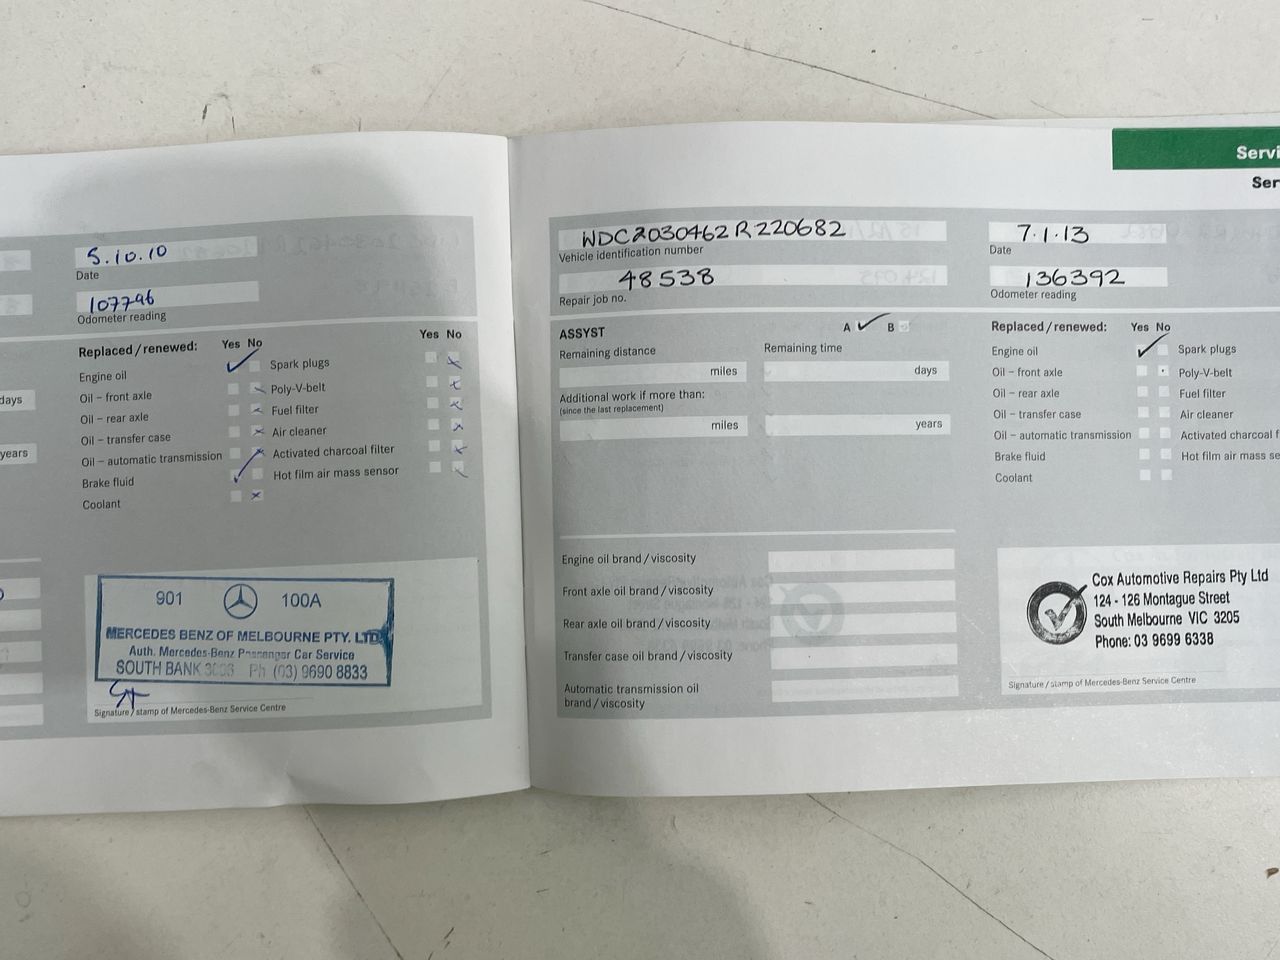 5.10.10
Date
107796
Odometer reading
days
years
Replaced / renewed: Yes No Yes No
Engine oil Spark plugs
Oil – front axle Poly-V-belt
Oil – rear axle Fuel filter
Oil – transfer case Air cleaner
Oil – automatic transmission Activated charcoal filter
Brake fluid Hot film air mass sensor
Coolant
901 100A
MERCEDES BENZ OF MELBOURNE PTY. LTD
Auth. Mercedes-Benz Passenger Car Service
SOUTH BANK 3006 Ph (03) 9690 8833
Signature / stamp of Mercedes-Benz Service Centre
Servi
Ser
WDC2030462R220682
Vehicle identification number
7.1.13
Date
48538
Repair job no.
136392
Odometer reading
ASSYST A B
Remaining distance Remaining time
miles days
Additional work if more than:
(since the last replacement)
miles years
Replaced / renewed: Yes No
Engine oil Spark plugs
Oil – front axle Poly-V-belt
Oil – rear axle Fuel filter
Oil – transfer case Air cleaner
Oil – automatic transmission Activated charcoal f
Brake fluid Hot film air mass se
Coolant
Engine oil brand / viscosity
Front axle oil brand / viscosity
Rear axle oil brand / viscosity
Transfer case oil brand / viscosity
Automatic transmission oil
brand / viscosity
Cox Automotive Repairs Pty Ltd
124 - 126 Montague Street
South Melbourne VIC 3205
Phone: 03 9699 6338
Signature / stamp of Mercedes-Benz Service Centre